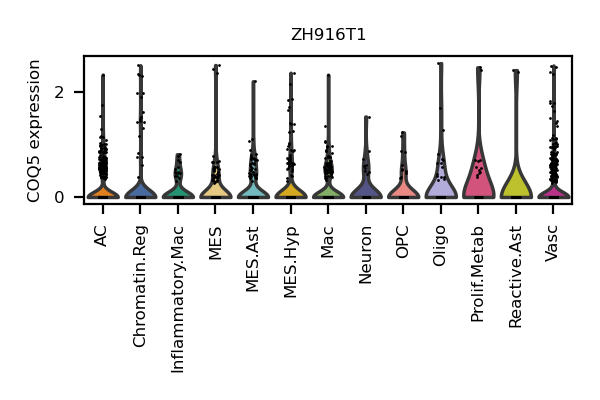 ZH916T1
COQ5 expression
2
0
AC
Chromatin.Reg
Inflammatory.Mac
MES
MES.Ast
MES.Hyp
Mac
Neuron
OPC
Oligo
Prolif.Metab
Reactive.Ast
Vasc